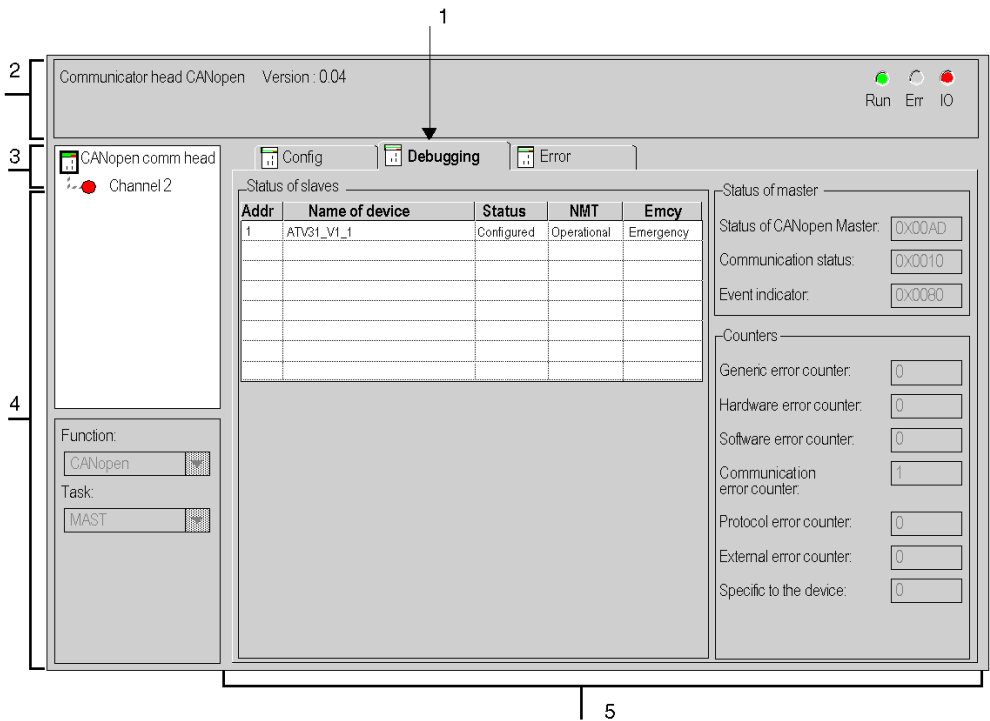 1
2
Communicator head CANopen Version : 0.04
Run Err IO
3
CANopen comm head
Channel 2
Config Debugging Error
Status of slaves
Addr Name of device Status NMT Emcy
1 ATV31_V1_1 Configured Operational Emergency
Status of master
Status of CANopen Master: 0X00AD
Communication status: 0X0010
Event indicator: 0X0080
Counters
Generic error counter: 0
Hardware error counter: 0
Software error counter: 0
Communication
error counter: 1
Protocol error counter: 0
External error counter: 0
Specific to the device: 0
4
Function:
CANopen
Task:
MAST
5